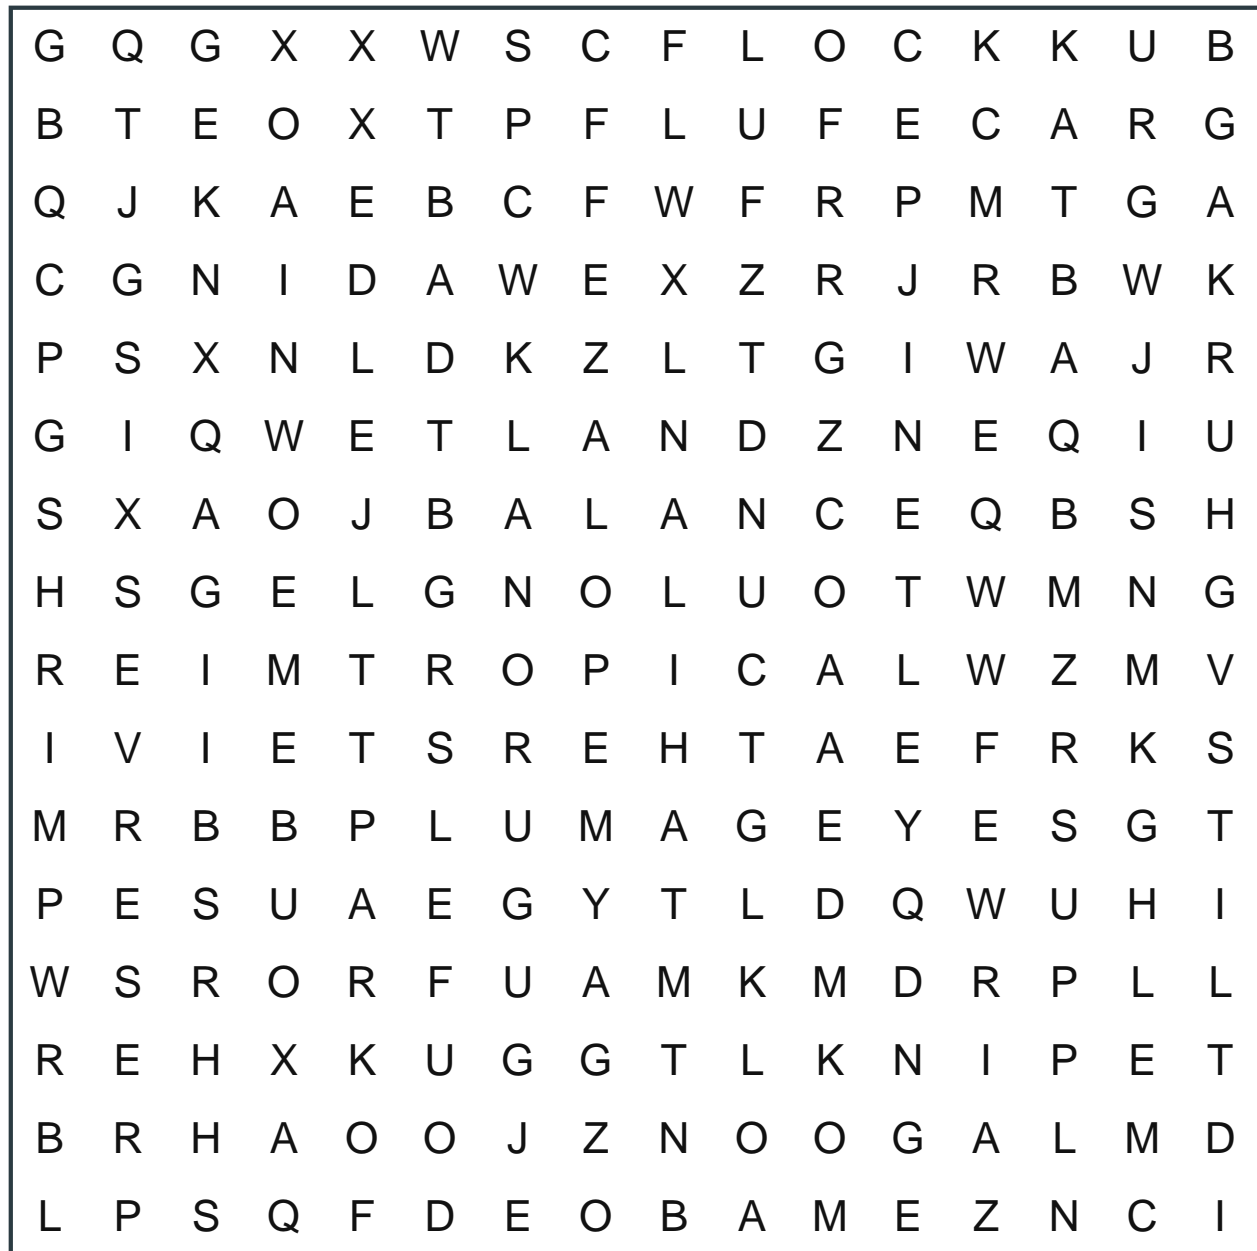 G Q G X X W S C F L O C K K U B
B T E O X T P F L U F E C A R G
Q J K A E B C F W F R P M T G A
C G N I D A W E X Z R J R B W K
P S X N L D K Z L T G I W A J R
G I Q W E T L A N D Z N E Q I U
S X A O J B A L A N C E Q B S H
H S G E L G N O L U O T W M N G
R E I M T R O P I C A L W Z M V
I V I E T S R E H T A E F R K S
M R B B P L U M A G E Y E S G T
P E S U A E G Y T L D Q W U H I
W S R O R F U A M K M D R P L L
R E H X K U G G T L K N I P E T
B R H A O O J Z N O O G A L M D
L P S Q F D E O B A M E Z N C I